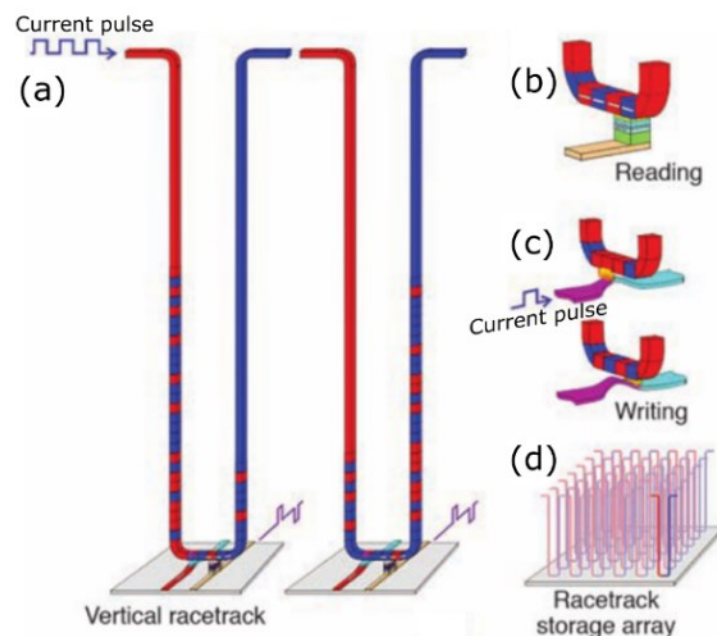 Current pulse
(a)
Vertical racetrack
(b)
Reading
(c)
Current pulse
Writing
(d)
Racetrack
storage array